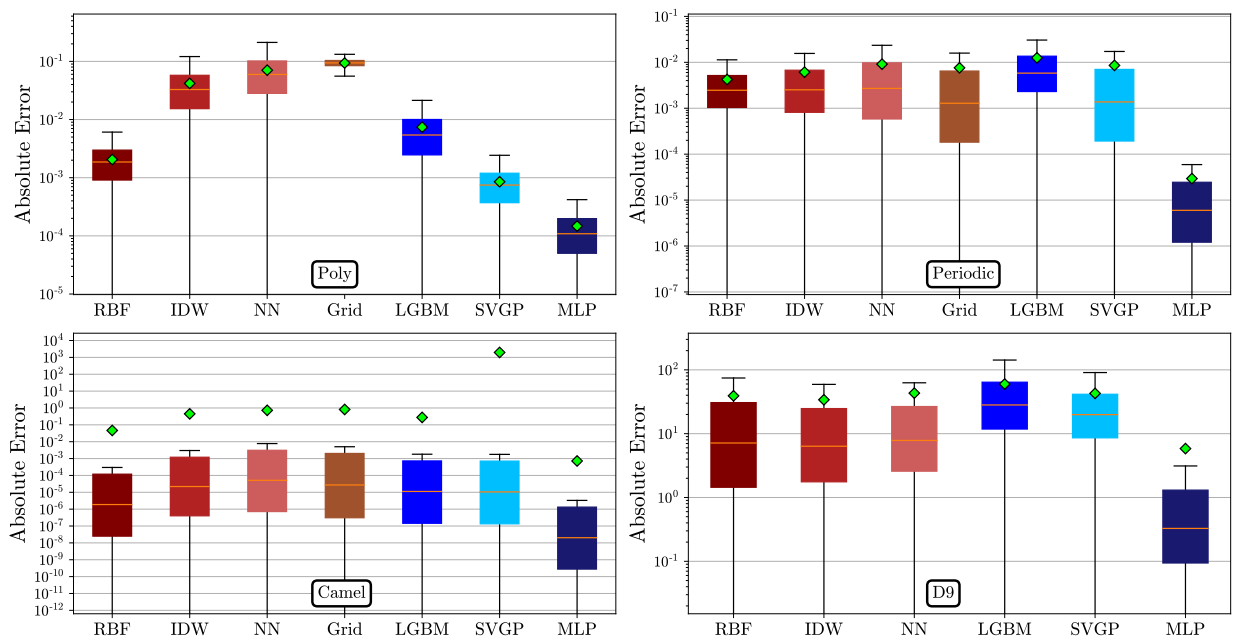 Absolute Error
10^-1
10^-2
10^-3
10^-4
10^-5
Poly
RBF IDW NN Grid LGBM SVGP MLP
Absolute Error
10^-1
10^-2
10^-3
10^-4
10^-5
10^-6
10^-7
Periodic
RBF IDW NN Grid LGBM SVGP MLP
Absolute Error
10^4
10^3
10^2
10^1
10^0
10^-1
10^-2
10^-3
10^-4
10^-5
10^-6
10^-7
10^-8
10^-9
10^-10
10^-11
10^-12
Camel
RBF IDW NN Grid LGBM SVGP MLP
Absolute Error
10^2
10^1
10^0
10^-1
D9
RBF IDW NN LGBM SVGP MLP